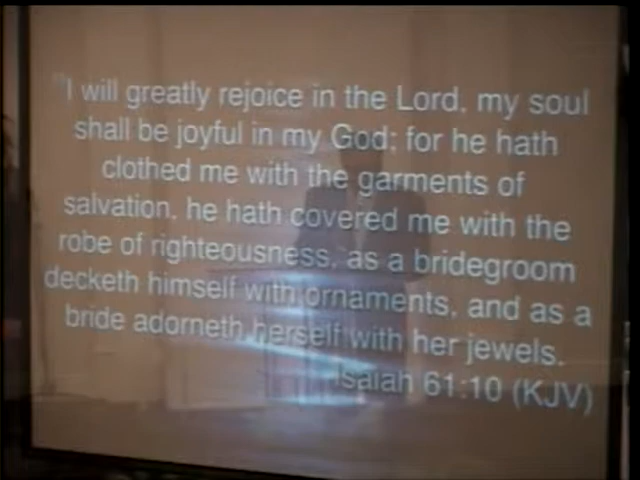 "I will greatly rejoice in the Lord, my soul
shall be joyful in my God; for he hath
clothed me with the garments of
salvation, he hath covered me with the
robe of righteousness, as a bridegroom
decketh himself with ornaments, and as a
bride adorneth herself with her jewels.
Isaiah 61:10 (KJV)